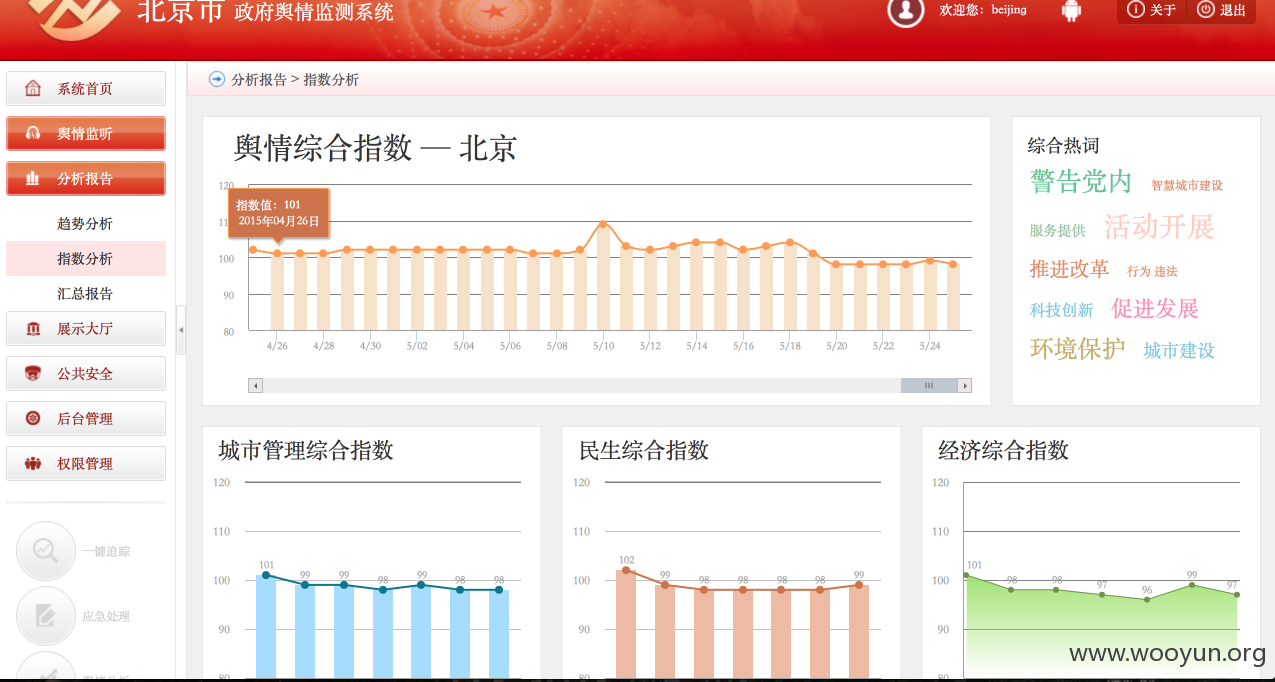 北京市 政府舆情监测系统
欢迎您: beijing
关于
退出
系统首页
舆情监听
分析报告
趋势分析
指数分析
汇总报告
展示大厅
公共安全
后台管理
权限管理
一键追踪
应急处理
分析报告 > 指数分析
舆情综合指数 — 北京
120
指数值: 101
2015年04月26日
100
90
80
4/26 4/28 4/30 5/02 5/04 5/06 5/08 5/10 5/12 5/14 5/16 5/18 5/20 5/22 5/24
综合热词
警告党内 智慧城市建设
服务提供 活动开展
推进改革 行为 违法
科技创新 促进发展
环境保护 城市建设
城市管理综合指数
120
110
101
100
99 99 98 99 98 98
90
80
民生综合指数
120
110
102
100
99 98 98 98 98 99
90
80
经济综合指数
120
110
101
100
98 98 97 96 99 97
90
80
www.wooyun.org